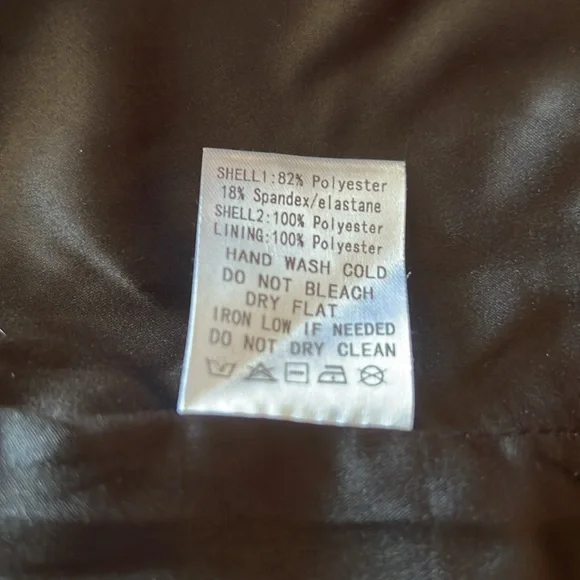 SHELL1:82% Polyester
18% Spandex/elastane
SHELL2:100% Polyester
LINING:100% Polyester
HAND WASH COLD
DO NOT BLEACH
DRY FLAT
IRON LOW IF NEEDED
DO NOT DRY CLEAN